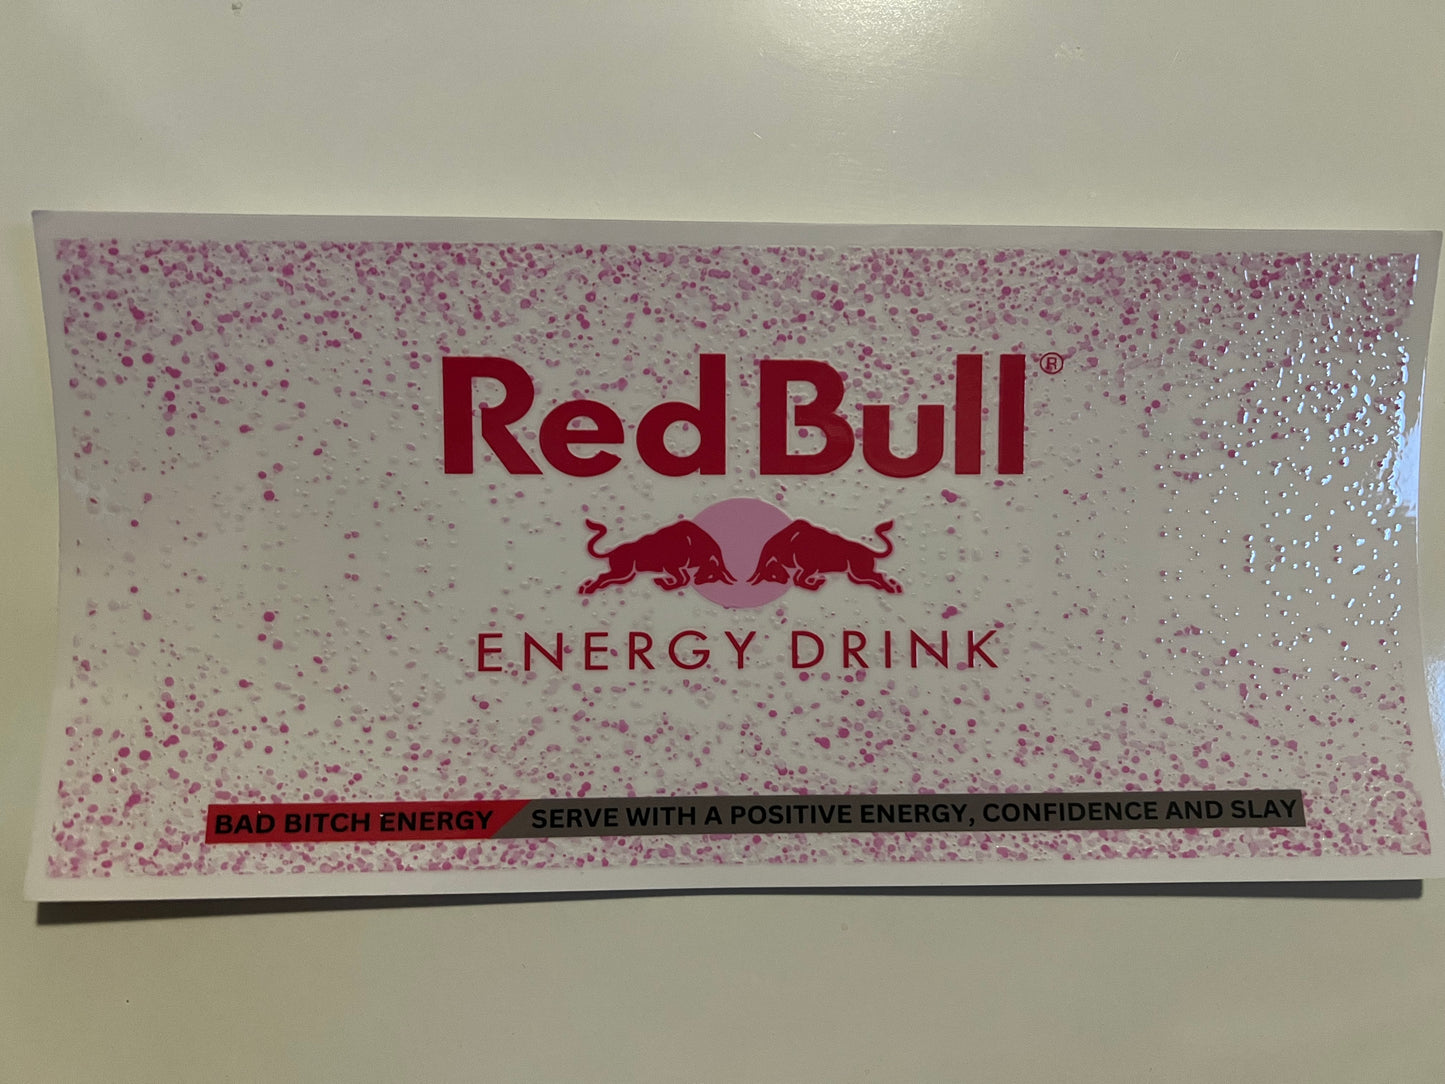 Red Bull®
ENERGY DRINK
BAD BITCH ENERGY SERVE WITH A POSITIVE ENERGY, CONFIDENCE AND SLAY